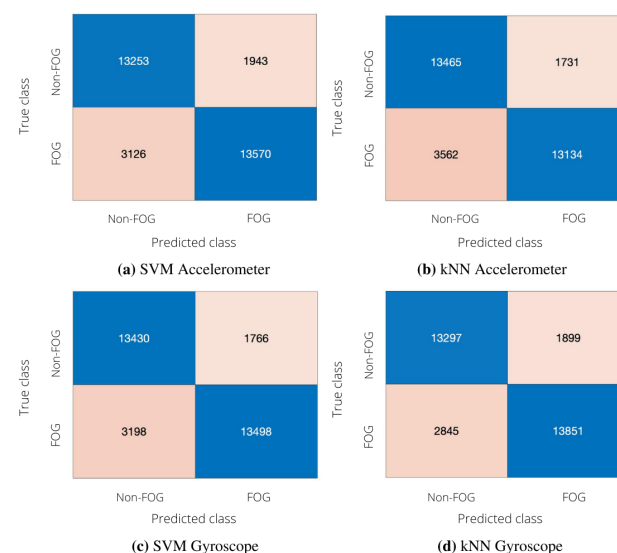 True class
Non-FOG
13253
1943
FOG
3126
13570
Non-FOG
FOG
Predicted class
(a) SVM Accelerometer
True class
Non-FOG
13465
1731
FOG
3562
13134
Non-FOG
FOG
Predicted class
(b) kNN Accelerometer
True class
Non-FOG
13430
1766
FOG
3198
13498
Non-FOG
FOG
Predicted class
(c) SVM Gyroscope
True class
Non-FOG
13297
1899
FOG
2845
13851
Non-FOG
FOG
Predicted class
(d) kNN Gyroscope